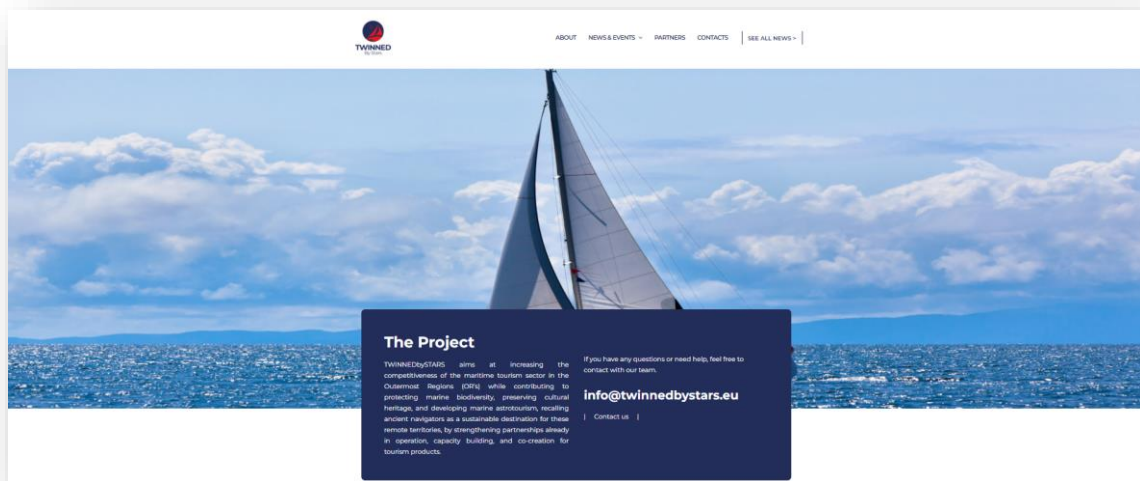 TWINNED
By Stars
ABOUT NEWS & EVENTS PARTNERS CONTACTS SEE ALL NEWS >
The Project
TWINNEDbySTARS aims at increasing the
competitiveness of the maritime tourism sector in the
Outermost Regions (OR's) while contributing to
protecting marine biodiversity, preserving cultural
heritage, and developing marine astrotourism, recalling
ancient navigators as a sustainable destination for these
remote territories, by strengthening partnerships already
in operation, capacity building, and co-creation for
tourism products.
If you have any questions or need help, feel free to
contact with our team.
info@twinnedbystars.eu
| Contact us |